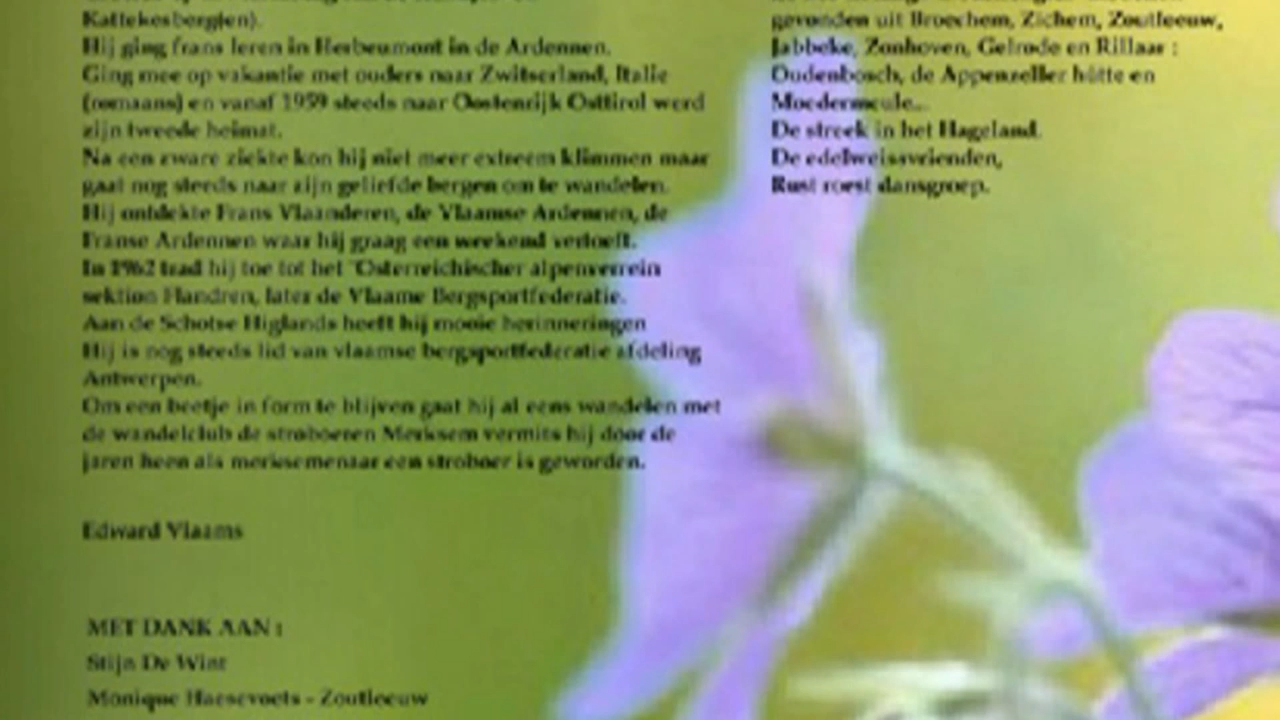 Kattekesberg(en).
Hij ging frans leren in Herbeumont in de Ardennen.
Ging mee op vakantie met ouders naar Zwitserland, Italie
(romaans) en vanaf 1959 steeds naar Oostenrijk Osttirol werd
zijn tweede heimat.
Na een zware ziekte kon hij niet meer extreem klimmen maar
gaat nog steeds naar zijn geliefde bergen om te wandelen.
Hij ontdekte Frans Vlaanderen, de Vlaamse Ardennen, de
Franse Ardennen waar hij graag een weekend vertoeft.
In 1962 trad hij toe tot het "Osterreichischer alpenverrein
sektion Flandren, later de Vlaame Bergsportfederatie.
Aan de Schotse Higlands heeft hij mooie herinneringen
Hij is nog steeds lid van vlaamse bergsportfederatie afdeling
Antwerpen.
Om een beetje in form te blijven gaat hij al eens wandelen met
de wandelclub de stroboeren Merksem vermits hij door de
jaren heen als merksemenaar een stroboer is geworden.
Edward Vlaams
MET DANK AAN :
Stijn De Wint
Monique Haesevoets - Zoutleeuw
gevonden uit Broechem, Zichem, Zoutleeuw,
Jabbeke, Zonhoven, Gelrode en Rillaar :
Oudenbosch, de Appenzeller hütte en
Moedermeule...
De streek in het Hageland.
De edelweissvrienden,
Rust roest dansgroep.